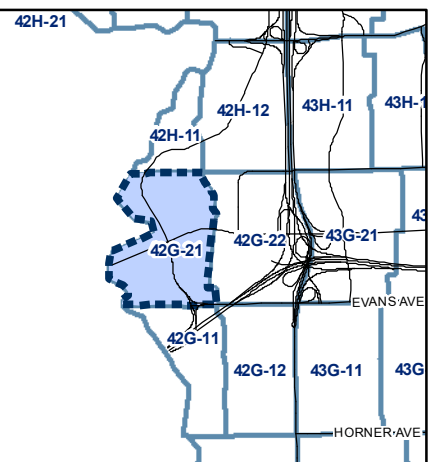 42H-21
42H-12
43H-11
43H-1
42H-11
42G-21
42G-22
43G-21
43
EVANS AVE
42G-11
42G-12
43G-11
43G
HORNER AVE